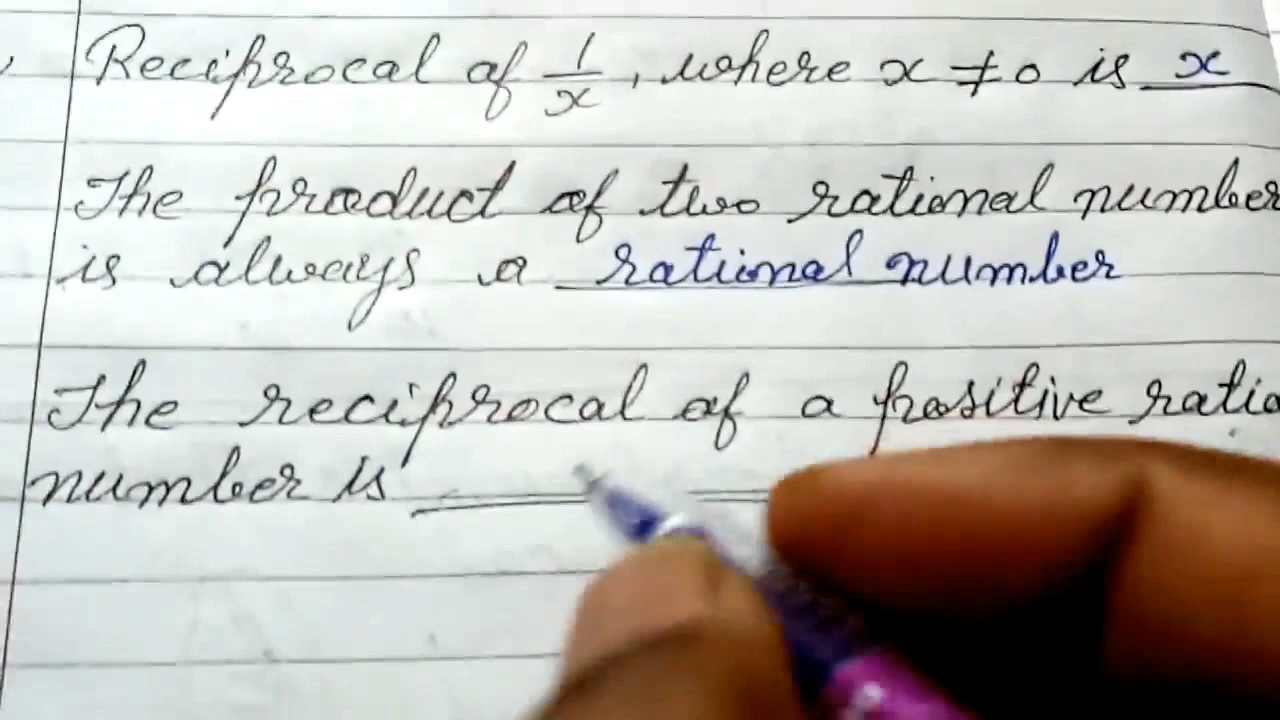 Reciprocal of 1/x, where x ≠ 0 is x
The product of two rational number
is always a rational number
The reciprocal of a positive ratio
number is